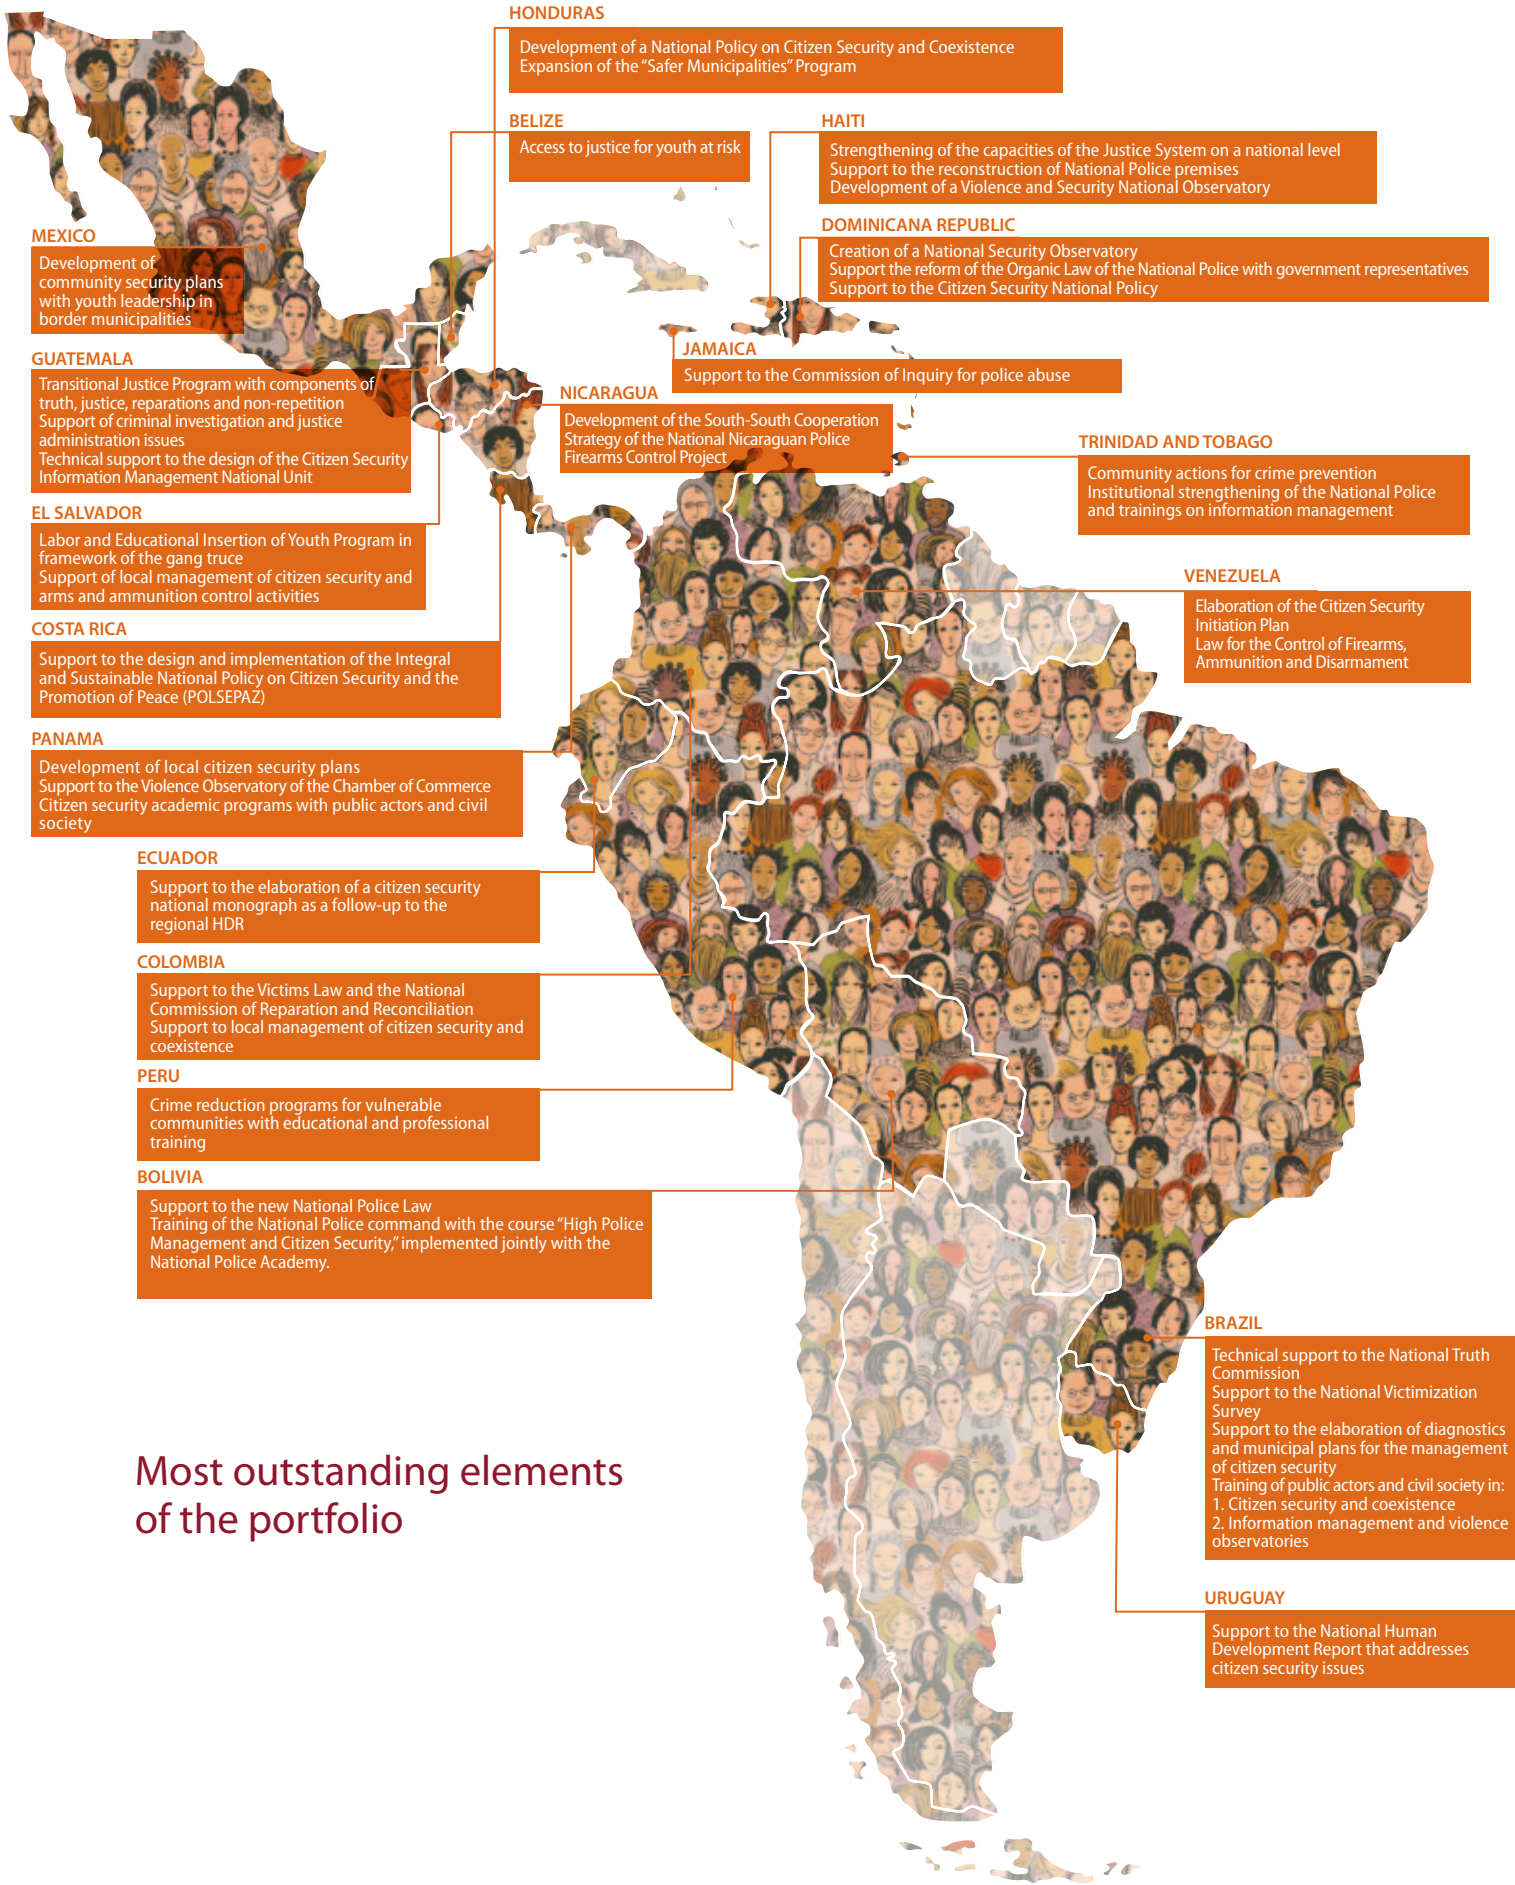 HONDURAS
Development of a National Policy on Citizen Security and Coexistence
Expansion of the “Safer Municipalities” Program
BELIZE
Access to justice for youth at risk
HAITI
Strengthening of the capacities of the Justice System on a national level
Support to the reconstruction of National Police premises
Development of a Violence and Security National Observatory
DOMINICANA REPUBLIC
Creation of a National Security Observatory
Support the reform of the Organic Law of the National Police with government representatives
Support to the Citizen Security National Policy
MEXICO
Development of
community security plans
with youth leadership in
border municipalities
JAMAICA
Support to the Commission of Inquiry for police abuse
GUATEMALA
Transitional Justice Program with components of
truth, justice, reparations and non-repetition
Support of criminal investigation and justice
administration issues
Technical support to the design of the Citizen Security
Information Management National Unit
NICARAGUA
Development of the South-South Cooperation
Strategy of the National Nicaraguan Police
Firearms Control Project
TRINIDAD AND TOBAGO
Community actions for crime prevention
Institutional strengthening of the National Police
and trainings on information management
EL SALVADOR
Labor and Educational Insertion of Youth Program in
framework of the gang truce
Support of local management of citizen security and
arms and ammunition control activities
VENEZUELA
Elaboration of the Citizen Security
Initiation Plan
Law for the Control of Firearms,
Ammunition and Disarmament
COSTA RICA
Support to the design and implementation of the Integral
and Sustainable National Policy on Citizen Security and the
Promotion of Peace (POLSEPAZ)
PANAMA
Development of local citizen security plans
Support to the Violence Observatory of the Chamber of Commerce
Citizen security academic programs with public actors and civil
society
ECUADOR
Support to the elaboration of a citizen security
national monograph as a follow-up to the
regional HDR
COLOMBIA
Support to the Victims Law and the National
Commission of Reparation and Reconciliation
Support to local management of citizen security and
coexistence
PERU
Crime reduction programs for vulnerable
communities with educational and professional
training
BOLIVIA
Support to the new National Police Law
Training of the National Police command with the course “High Police
Management and Citizen Security,” implemented jointly with the
National Police Academy.
BRAZIL
Technical support to the National Truth
Commission
Support to the National Victimization
Survey
Support to the elaboration of diagnostics
and municipal plans for the management
of citizen security
Training of public actors and civil society in:
1. Citizen security and coexistence
2. Information management and violence
observatories
Most outstanding elements
of the portfolio
URUGUAY
Support to the National Human
Development Report that addresses
citizen security issues